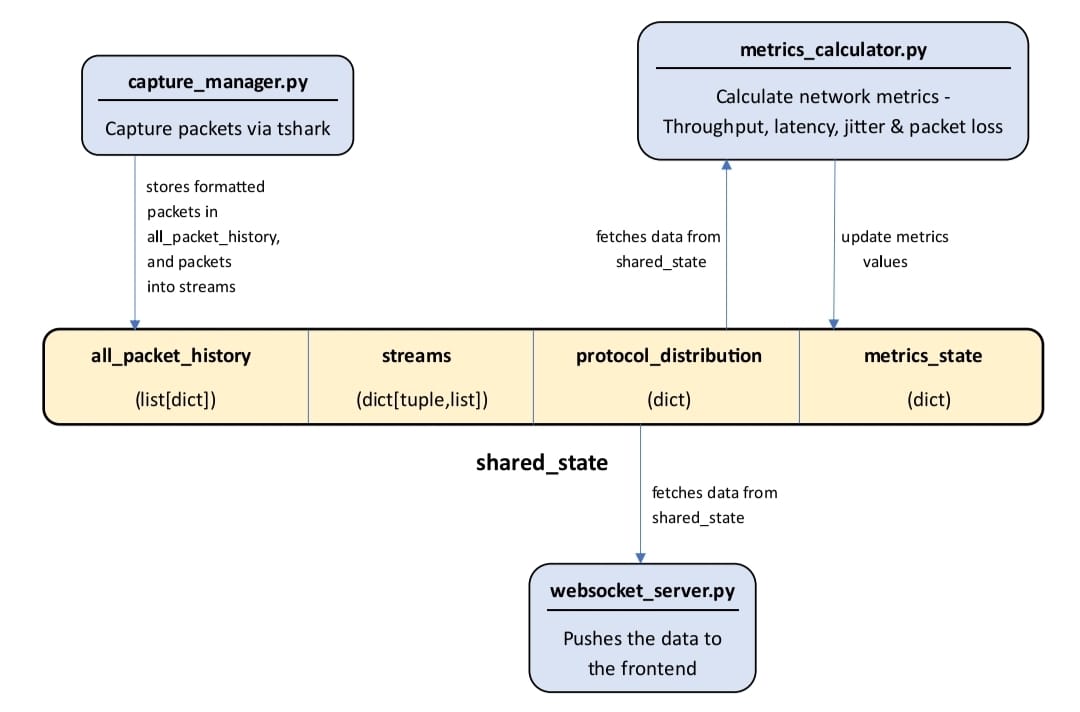 capture_manager.py
Capture packets via tshark
metrics_calculator.py
Calculate network metrics -
Throughput, latency, jitter & packet loss
stores formatted
packets in
all_packet_history,
and packets
into streams
fetches data from
shared_state
update metrics
values
all_packet_history
(list[dict])
streams
(dict[tuple,list])
protocol_distribution
(dict)
metrics_state
(dict)
shared_state
fetches data from
shared_state
websocket_server.py
Pushes the data to
the frontend